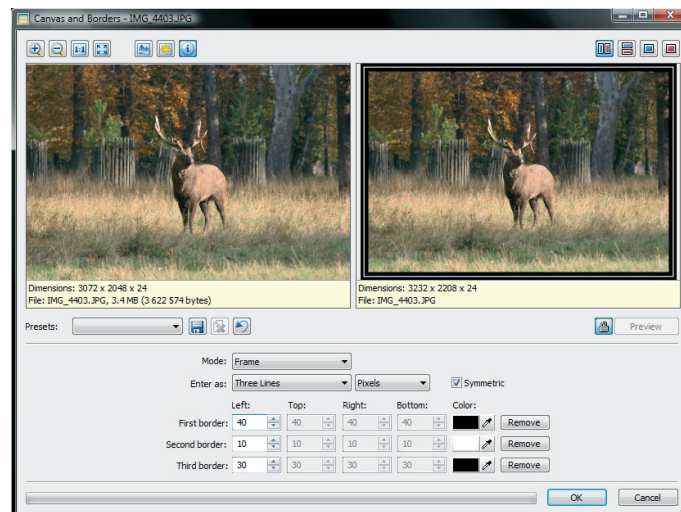 Canvas and Borders - IMG_4403.JPG
1:1
Dimensions: 3072 x 2048 x 24
File: IMG_4403.JPG, 3.4 MB (3 622 574 bytes)
Dimensions: 3232 x 2208 x 24
File: IMG_4403.JPG
Presets:
Preview
Mode: Frame
Enter as: Three Lines Pixels Symmetric
Left: Top: Right: Bottom: Color:
First border: 40 40 40 40 Remove
Second border: 10 10 10 10 Remove
Third border: 30 30 30 30 Remove
OK Cancel